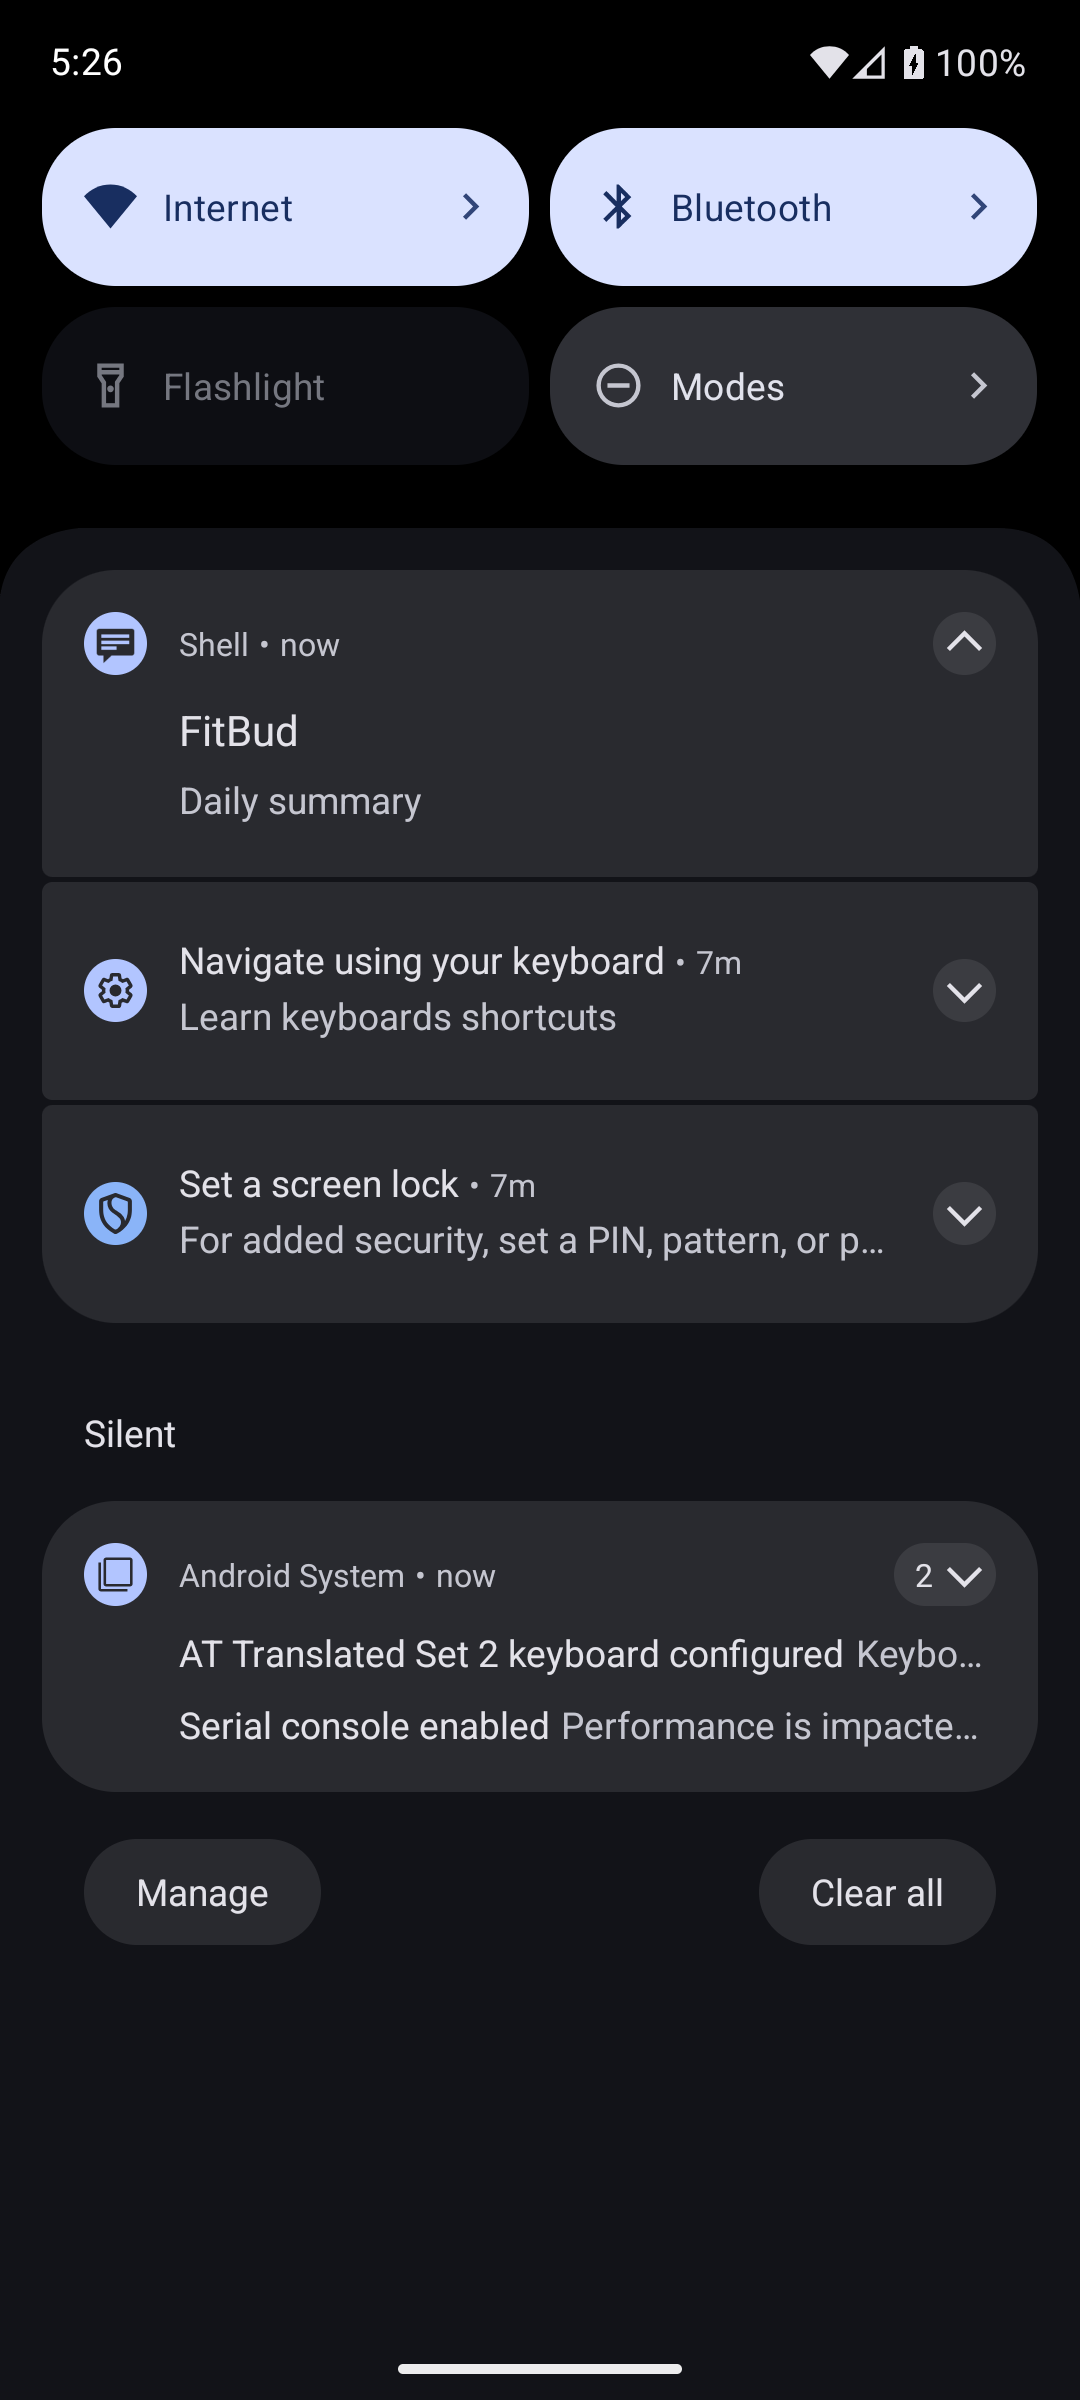 5:26
100%
Internet
Bluetooth
Flashlight
Modes
Shell • now
FitBud
Daily summary
Navigate using your keyboard • 7m
Learn keyboards shortcuts
Set a screen lock • 7m
For added security, set a PIN, pattern, or p…
Silent
Android System • now
2
AT Translated Set 2 keyboard configured Keybo…
Serial console enabled Performance is impacte…
Manage
Clear all